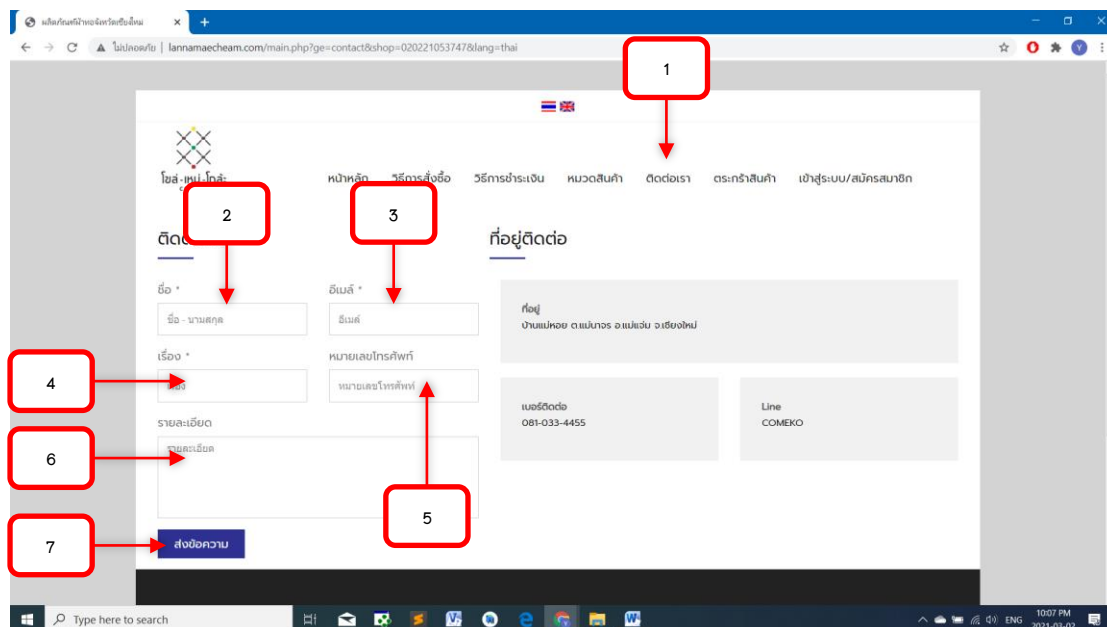 ผลิตภัณฑ์ผ้าทอจังหวัดเชียงใหม่
ไม่ปลอดภัย | lannamaecheam.com/main.php?ge=contact&shop=020221053747&lang=thai
1
โซล่ -เหม่ -โกล้ะ
หน้าหลัก วิธีการสั่งซื้อ วิธีการชำระเงิน หมวดสินค้า ติดต่อเรา ตระกร้าสินค้า เข้าสู่ระบบ/สมัครสมาชิก
2
3
ที่อยู่ติดต่อ
ชื่อ *
อีเมล์ *
ชื่อ - นามสกุล
อีเมล์
ที่อยู่
บ้านแม่หอย ต.แม่นาจร อ.แม่แจ่ม จ.เชียงใหม่
เรื่อง *
หมายเลขโทรศัพท์
4
หมายเลขโทรศัพท์
เบอร์ติดต่อ
081-033-4455
Line
COMEKO
รายละเอียด
รายละเอียด
6
5
7
ส่งข้อความ
Type here to search
ENG
10:07 PM
2021-03-02